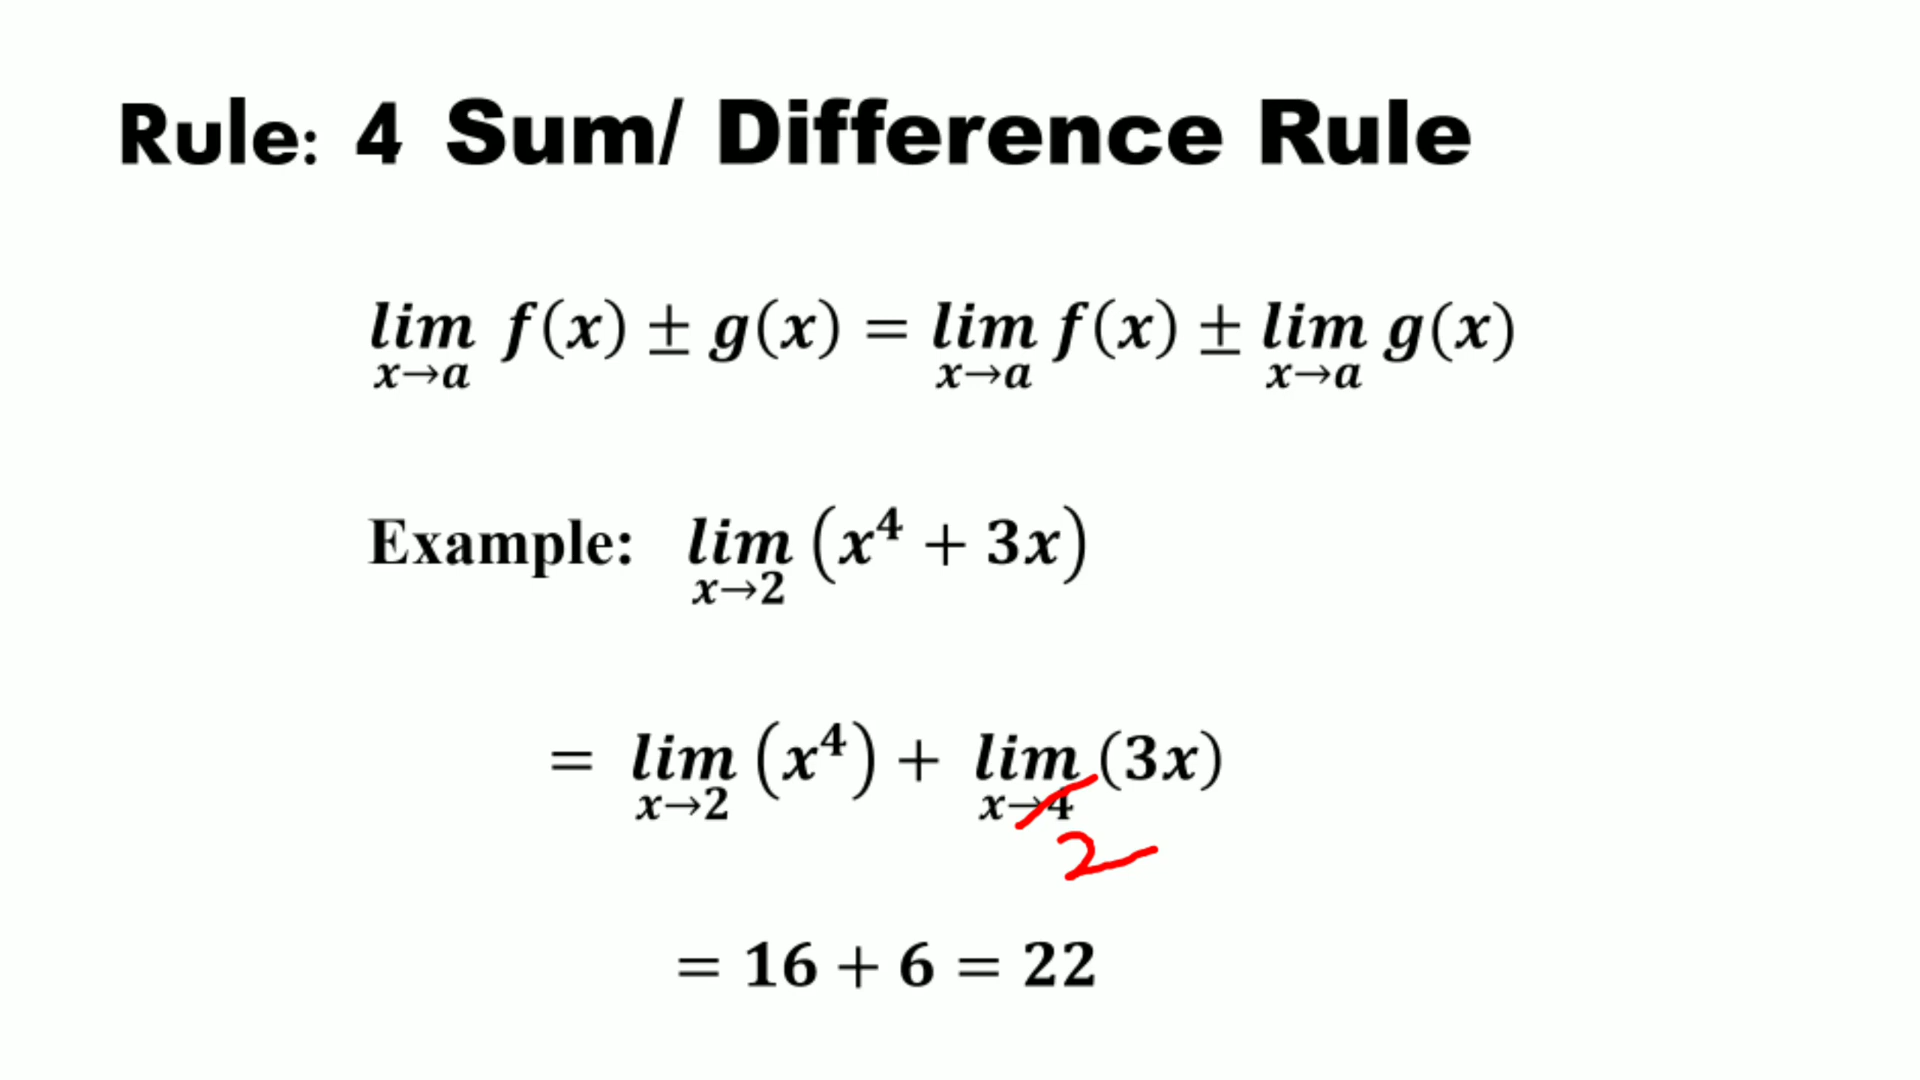 Rule: 4 Sum/ Difference Rule
lim x→a f(x) ± g(x) = lim x→a f(x) ± lim x→a g(x)
Example: lim x→2 (x⁴ + 3x)
= lim x→2 (x⁴) + lim x→4 (3x)
2
= 16 + 6 = 22